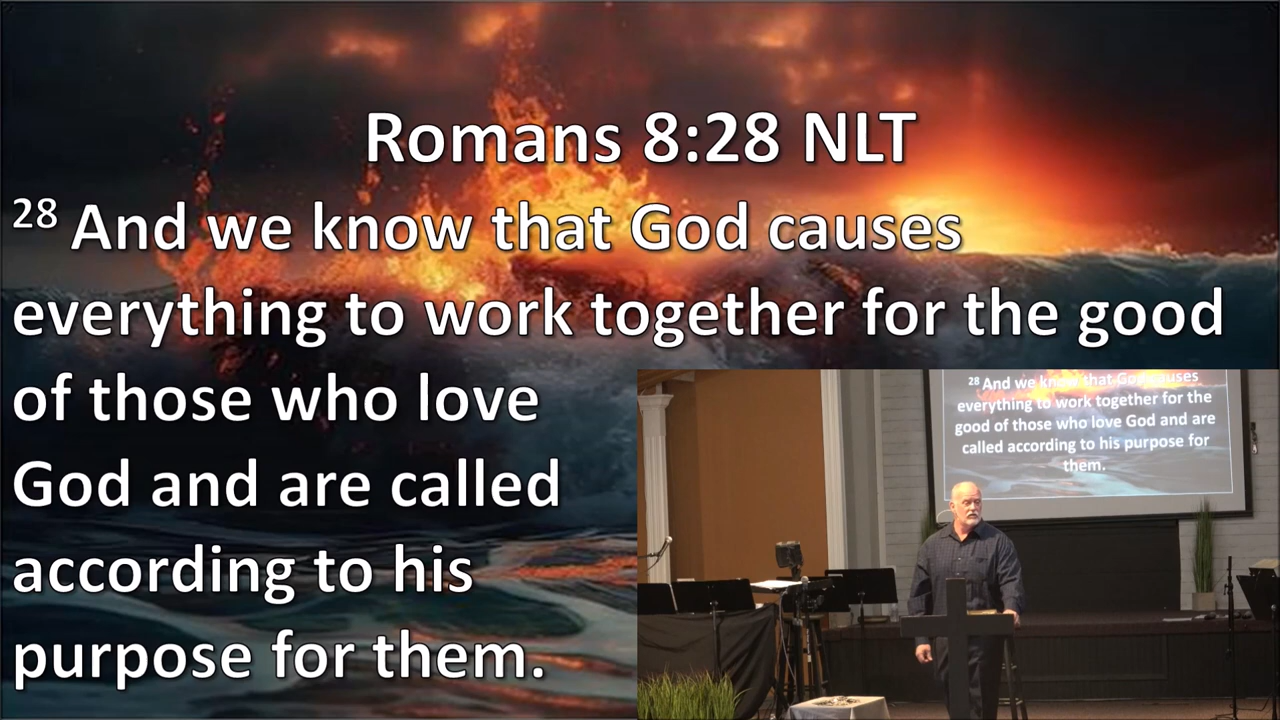 Romans 8:28 NLT
28 And we know that God causes
everything to work together for the good
of those who love
God and are called
according to his
purpose for them.
28 And we know that God causes
everything to work together for the
good of those who love God and are
called according to his purpose for
them.